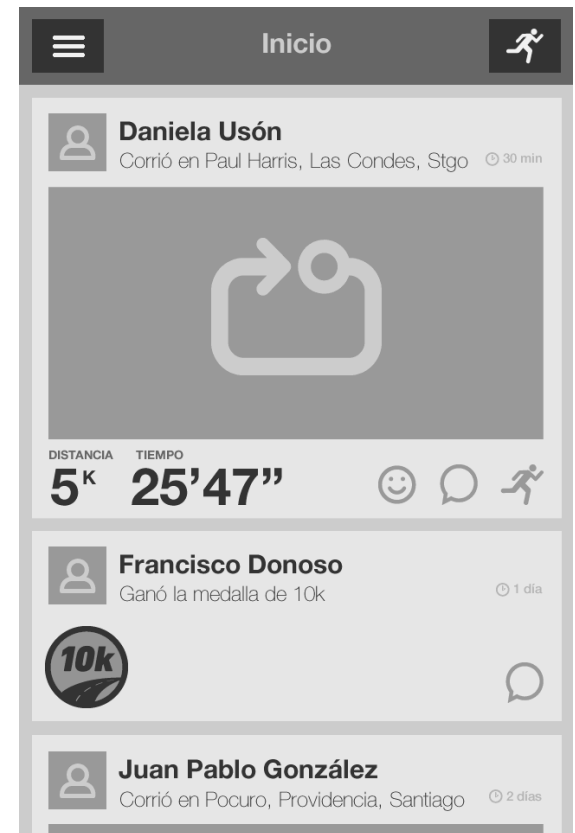 Inicio
Daniela Usón
Corrió en Paul Harris, Las Condes, Stgo
30 min
DISTANCIA TIEMPO
5K 25’47”
Francisco Donoso
Ganó la medalla de 10k
1 día
10k
Juan Pablo González
Corrió en Pocuro, Providencia, Santiago
2 días